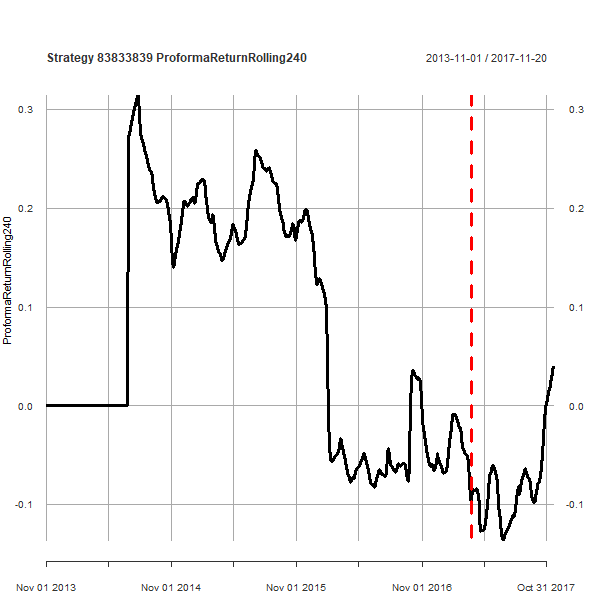 Strategy 83833839 ProformaReturnRolling240 2013-11-01 / 2017-11-20
0.3 0.3
0.2 0.2
0.1 0.1
0.0 0.0
-0.1 -0.1
ProformaReturnRolling240
Nov 01 2013 Nov 01 2014 Nov 01 2015 Nov 01 2016 Oct 31 2017